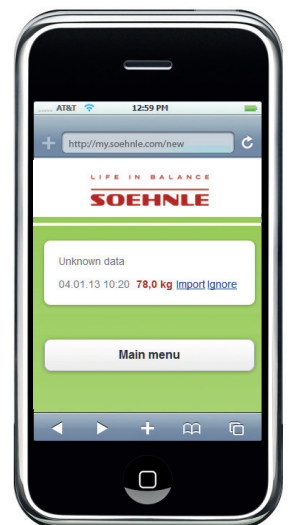 AT&T 12:59 PM
http://my.soehnle.com/new
LIFE IN BALANCE
SOEHNLE
Unknown data
04.01.13 10:20 78,0 kg Import Ignore
Main menu